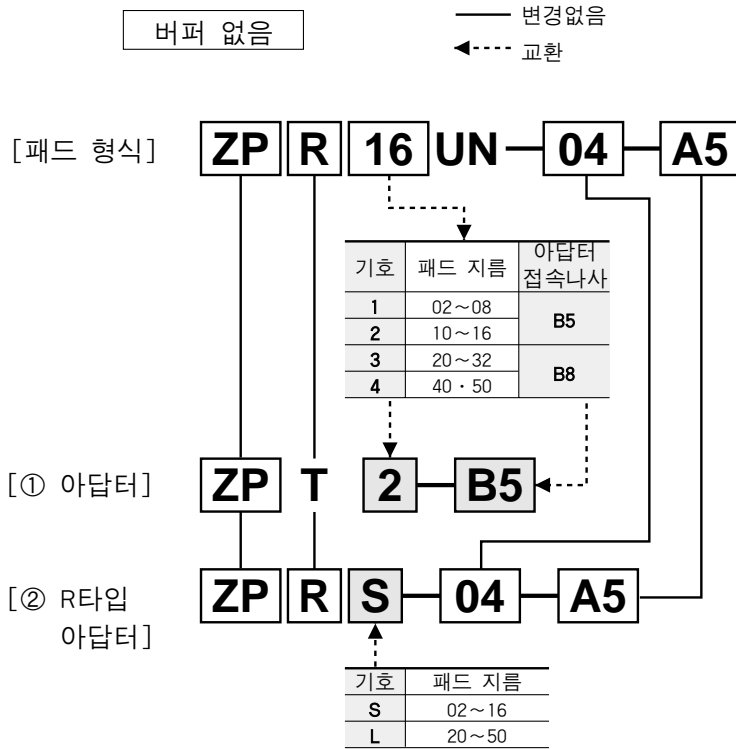 버퍼 없음
변경없음
교환
[패드 형식] ZP R 16 UN 04 A5
기호 패드 지름 아답터 접속나사
1 02～08 B5
2 10～16
3 20～32 B8
4 40・50
[① 아답터] ZP T 2 B5
[② R타입 ZP R S 04 A5
아답터]
기호 패드 지름
S 02～16
L 20～50